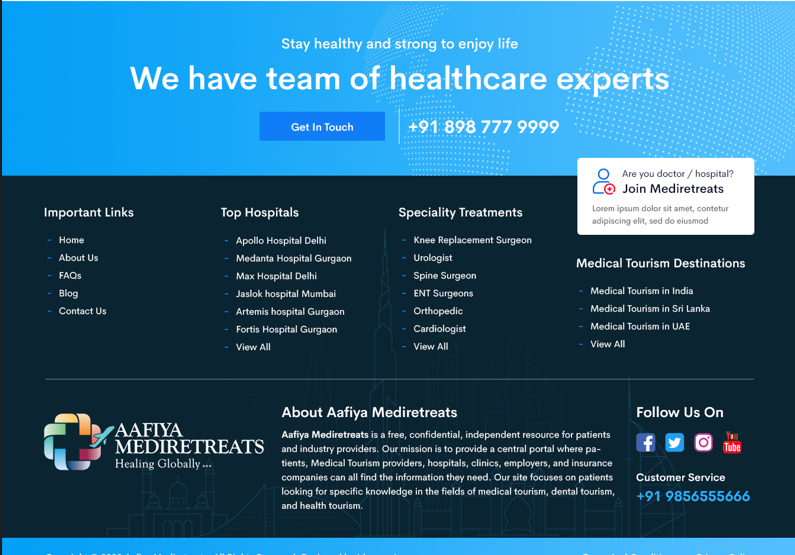 Stay healthy and strong to enjoy life
We have team of healthcare experts
Get In Touch
+91 898 777 9999
Are you doctor / hospital?
Join Mediretreats
Lorem ipsum dolor sit amet, contetur
adipiscing elit, sed do eiusmod
Important Links
- Home
- About Us
- FAQs
- Blog
- Contact Us
Top Hospitals
- Apollo Hospital Delhi
- Medanta Hospital Gurgaon
- Max Hospital Delhi
- Jaslok hospital Mumbai
- Artemis hospital Gurgaon
- Fortis Hospital Gurgaon
- View All
Speciality Treatments
- Knee Replacement Surgeon
- Urologist
- Spine Surgeon
- ENT Surgeons
- Orthopedic
- Cardiologist
- View All
Medical Tourism Destinations
- Medical Tourism in India
- Medical Tourism in Sri Lanka
- Medical Tourism in UAE
- View All
AAFIYA
MEDIRETREATS
Healing Globally ...
About Aafiya Mediretreats
Aafiya Mediretreats is a free, confidential, independent resource for patients
and industry providers. Our mission is to provide a central portal where pa-
tients, Medical Tourism providers, hospitals, clinics, employers, and insurance
companies can all find the information they need. Our site focuses on patients
looking for specific knowledge in the fields of medical tourism, dental tourism,
and health tourism.
Follow Us On
You
Tube
Customer Service
+91 9856555666